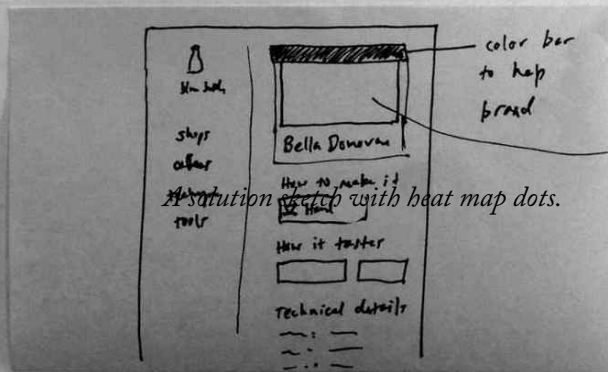 color bar
to help
brand
shops
coffees
tools
Bella Donovan
How to make it
A solution sketch with heat map dots.
How it tastes
Technical details